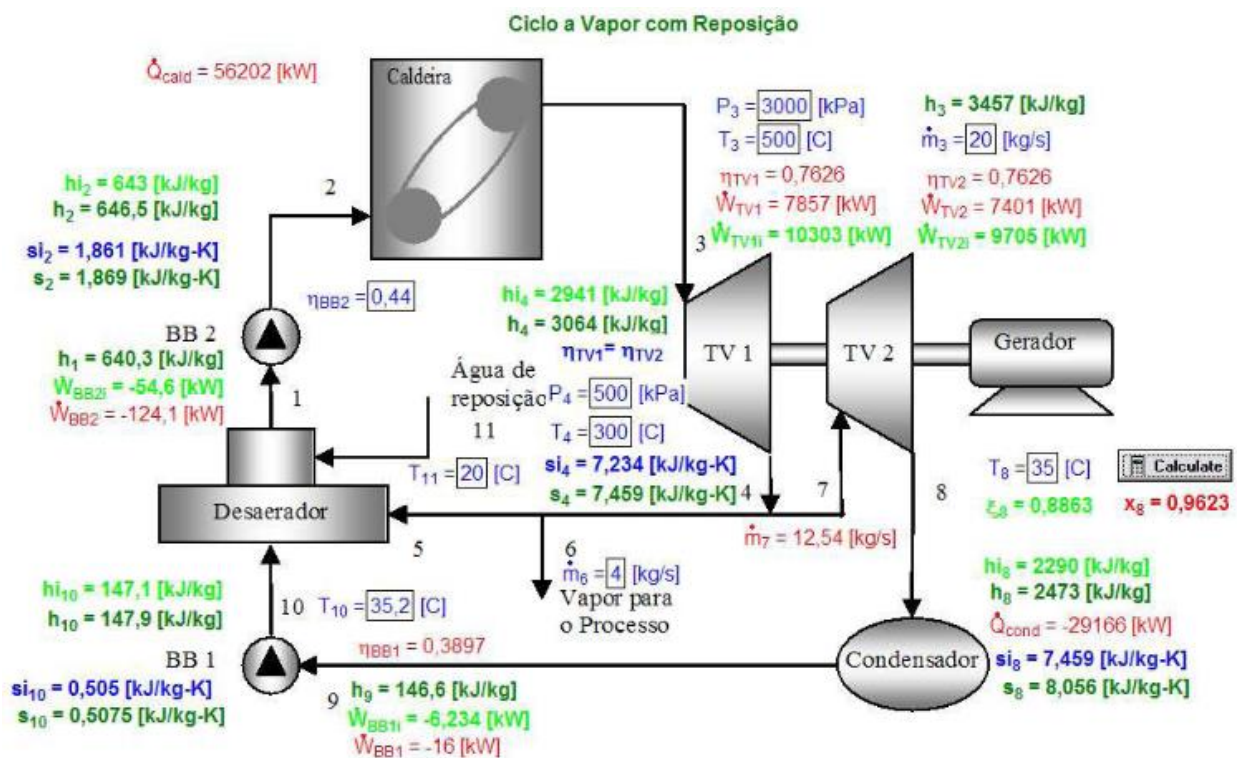 Ciclo a Vapor com Reposição
Q̇cald = 56202 [kW]
Caldeira
P3 = 3000 [kPa]
T3 = 500 [C]
ηTV1 = 0,7626
ẆTV1 = 7857 [kW]
ẆTV1i = 10303 [kW]
h3 = 3457 [kJ/kg]
ṁ3 = 20 [kg/s]
ηTV2 = 0,7626
ẆTV2 = 7401 [kW]
ẆTV2i = 9705 [kW]
hi2 = 643 [kJ/kg]
h2 = 646,5 [kJ/kg]
si2 = 1,861 [kJ/kg-K]
s2 = 1,869 [kJ/kg-K]
2
3
ηBB2 = 0,44
BB 2
hi4 = 2941 [kJ/kg]
h4 = 3064 [kJ/kg]
ηTV1= ηTV2
P4 = 500 [kPa]
T4 = 300 [C]
si4 = 7,234 [kJ/kg-K]
s4 = 7,459 [kJ/kg-K]
TV 1
TV 2
Gerador
h1 = 640,3 [kJ/kg]
ẆBB2i = -54,6 [kW]
ẆBB2 = -124,1 [kW]
1
Água de
reposição
11
T11 = 20 [C]
Desaerador
4
7
8
T8 = 35 [C]
Calculate
ξ8 = 0,8863
x8 = 0,9623
5
6
ṁ7 = 12,54 [kg/s]
ṁ6 = 4 [kg/s]
Vapor para
o Processo
hi10 = 147,1 [kJ/kg]
h10 = 147,9 [kJ/kg]
10
T10 = 35,2 [C]
hi8 = 2290 [kJ/kg]
h8 = 2473 [kJ/kg]
Q̇cond = -29166 [kW]
si8 = 7,459 [kJ/kg-K]
s8 = 8,056 [kJ/kg-K]
Condensador
BB 1
ηBB1 = 0,3897
si10 = 0,505 [kJ/kg-K]
s10 = 0,5075 [kJ/kg-K]
9
h9 = 146,6 [kJ/kg]
ẆBB1i = -6,234 [kW]
ẆBB1 = -16 [kW]